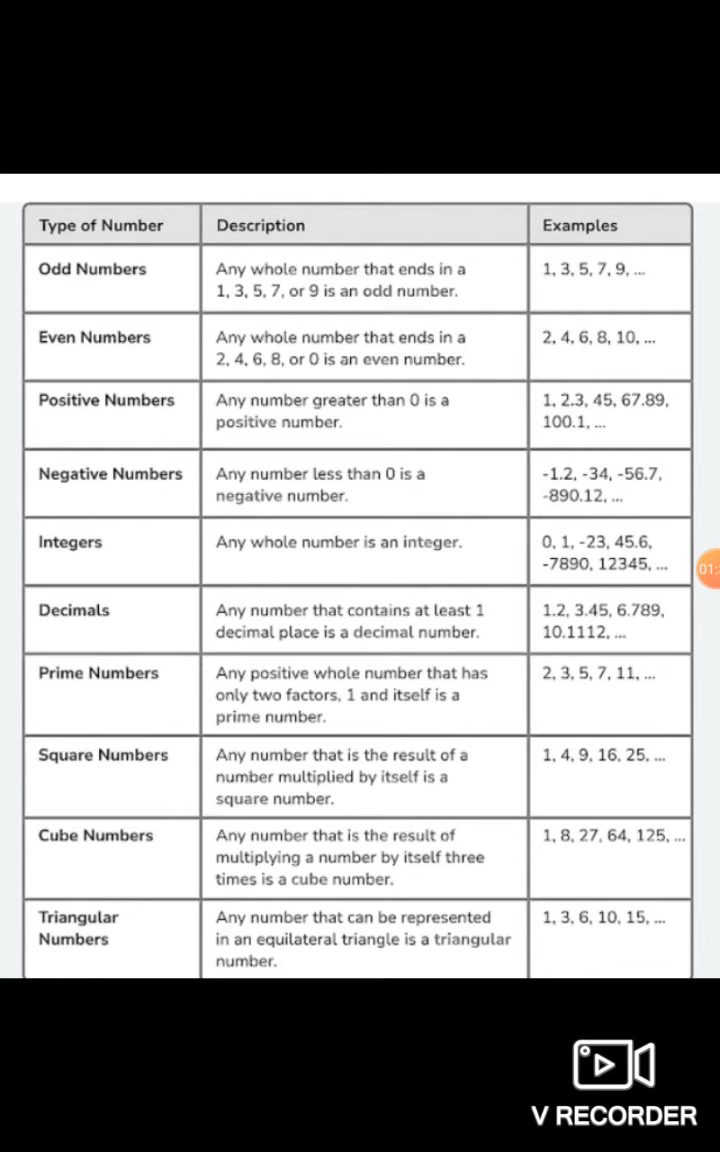 Type of Number Description Examples
Odd Numbers Any whole number that ends in a 1, 3, 5, 7, 9, ...
1, 3, 5, 7, or 9 is an odd number.
Even Numbers Any whole number that ends in a 2, 4, 6, 8, 10, ...
2, 4, 6, 8, or 0 is an even number.
Positive Numbers Any number greater than 0 is a 1, 2.3, 45, 67.89,
positive number. 100.1, ...
Negative Numbers Any number less than 0 is a -1.2, -34, -56.7,
negative number. -890.12, ...
Integers Any whole number is an integer. 0, 1, -23, 45.6,
-7890, 12345, ...
Decimals Any number that contains at least 1 1.2, 3.45, 6.789,
decimal place is a decimal number. 10.1112, ...
Prime Numbers Any positive whole number that has 2, 3, 5, 7, 11, ...
only two factors, 1 and itself is a
prime number.
Square Numbers Any number that is the result of a 1, 4, 9, 16, 25, ...
number multiplied by itself is a
square number.
Cube Numbers Any number that is the result of 1, 8, 27, 64, 125, ...
multiplying a number by itself three
times is a cube number.
Triangular Any number that can be represented 1, 3, 6, 10, 15, ...
Numbers in an equilateral triangle is a triangular
number.
V RECORDER